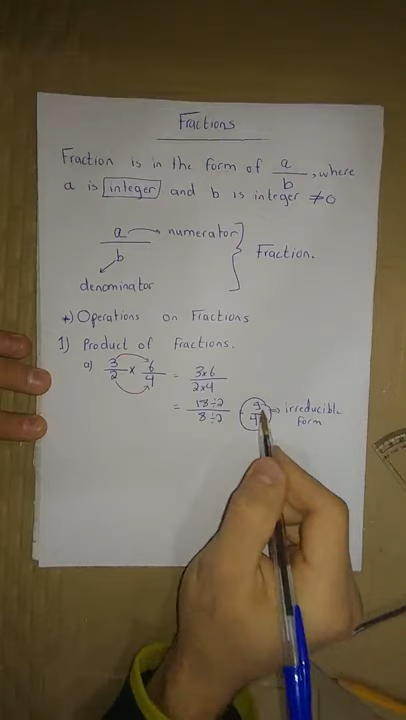 Fractions
Fraction is in the form of a/b, where
a is integer and b is integer ≠0
a/b → numerator } Fraction.
denominator
*) Operations on Fractions
1) Product of fractions.
a) 3/2 × 6/4 = 3×6/2×4
= 18÷2/8÷2 = 9/4 → irreducible
form